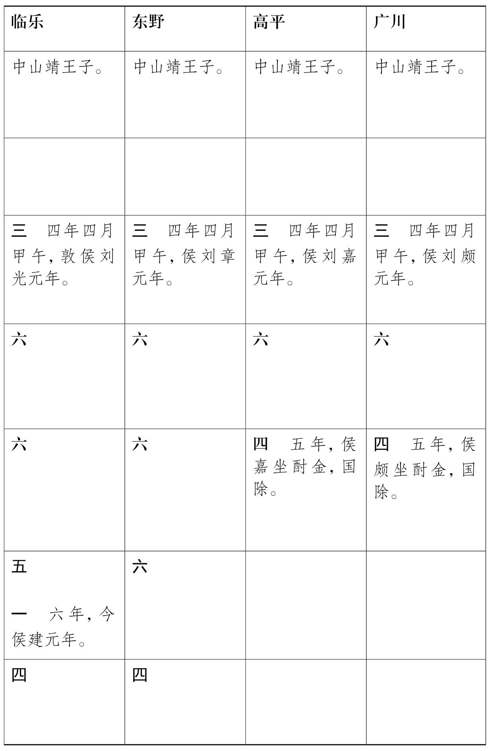 临乐 东野 高平 广川
中山靖王子。 中山靖王子。 中山靖王子。 中山靖王子。
三 四年四月 三 四年四月 三 四年四月 三 四年四月
甲午，敦侯刘 甲午，侯刘章 甲午，侯刘嘉 甲午，侯刘颇
光元年。 元年。 元年。 元年。
六 六 六 六
六 六 四 五年，侯 四 五年，侯
嘉坐酎金，国 颇坐酎金，国
除。 除。
五 六
一 六年，今
侯建元年。
四 四